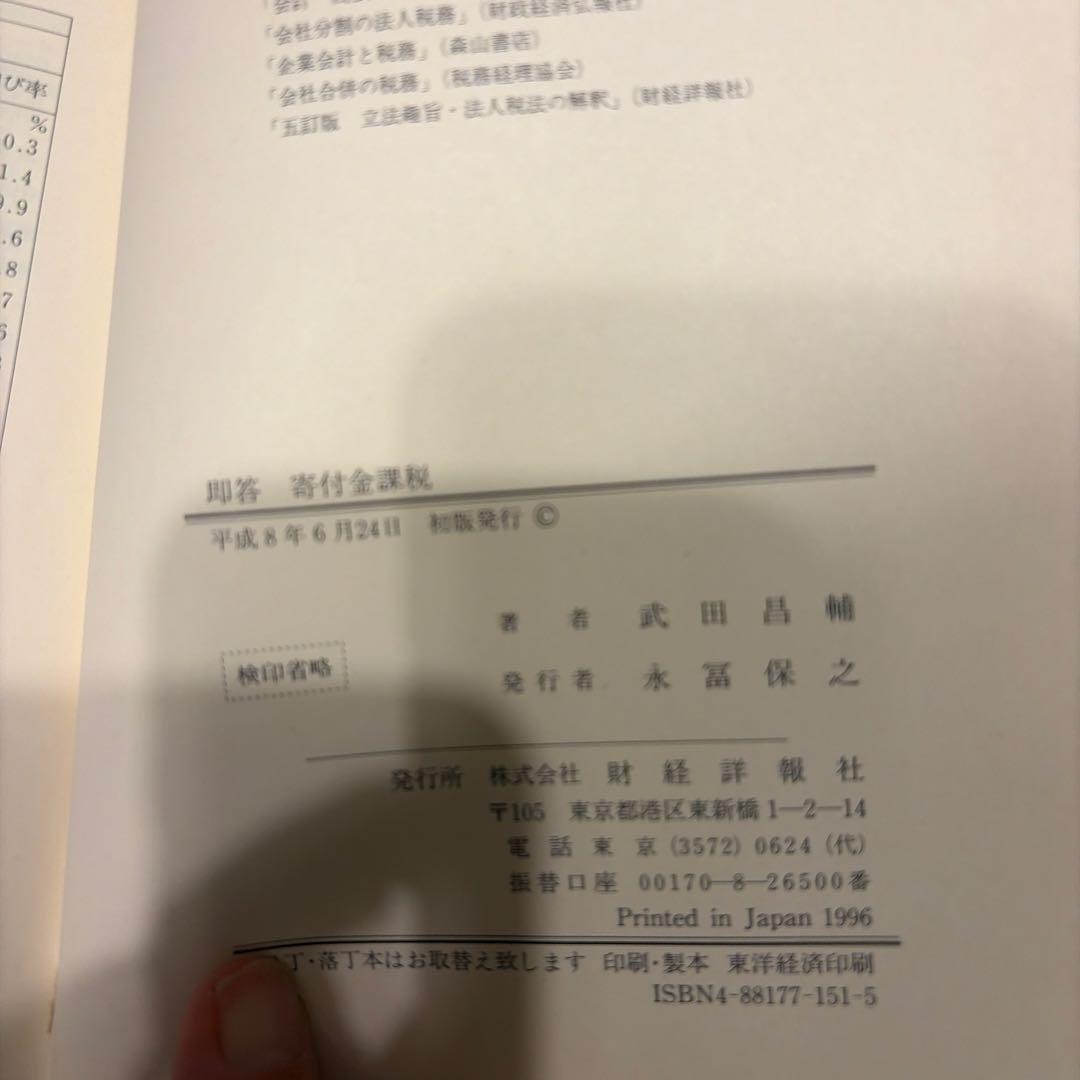 「会社分割の法人税務」（財政経済弘報社）
「企業会計と税務」（森山書店）
「会社合併の税務」（税務経理協会）
「五訂版 立法趣旨・法人税法の解釈」（財経詳報社）
び率
%
0.3
1.4
9.9
.6
.8
7
6
即答 寄付金課税
平成8年6月24日 初版発行 ©
著者 武田昌輔
検印省略
発行者 永冨保之
発行所 株式会社 財経詳報社
〒105 東京都港区東新橋1―2―14
電話東京(3572)0624(代)
振替口座 00170―8―26500番
Printed in Japan 1996
丁・落丁本はお取替え致します 印刷・製本 東洋経済印刷
ISBN4-88177-151-5